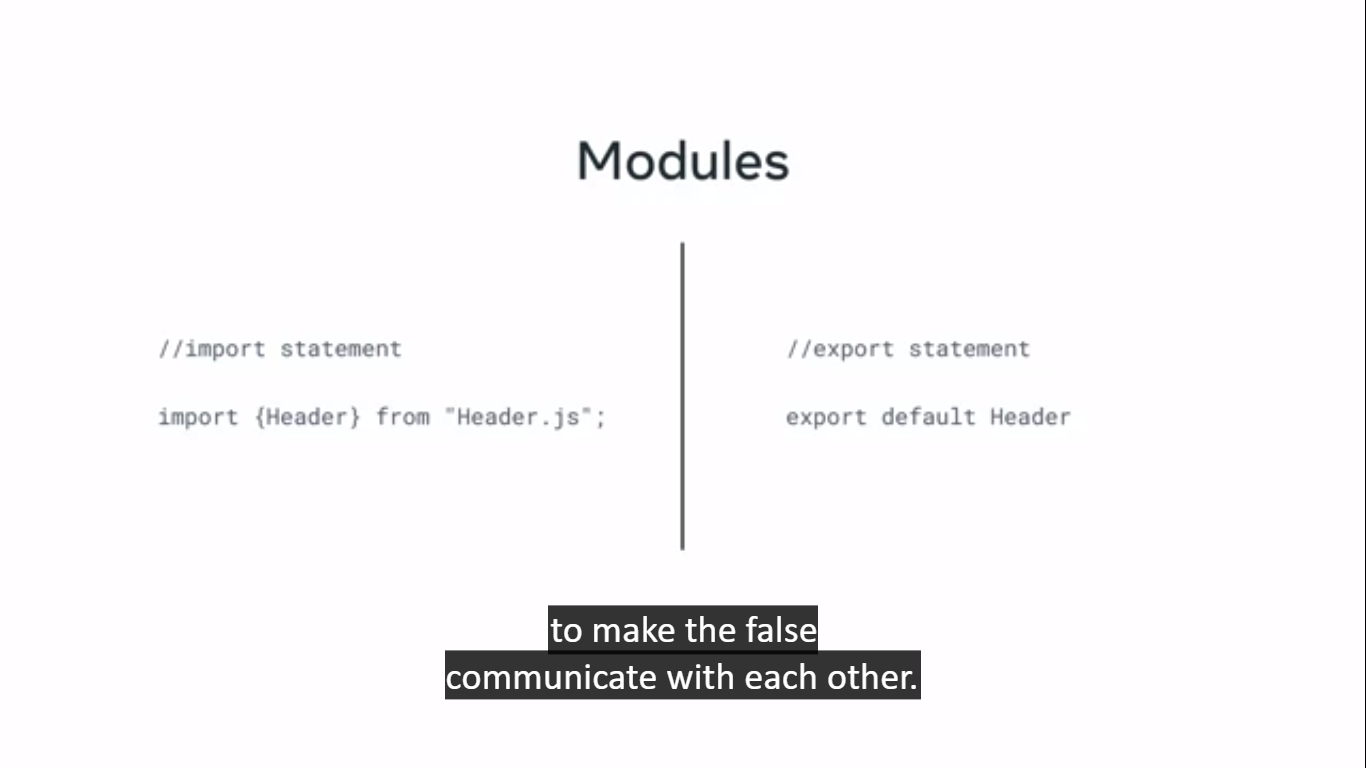 Modules
//import statement
import {Header} from "Header.js";
//export statement
export default Header
to make the false
communicate with each other.